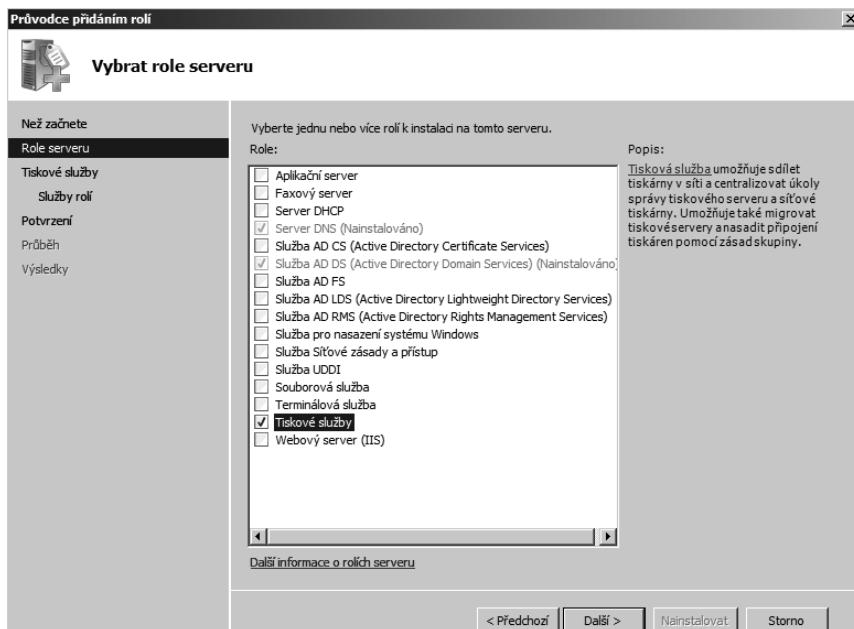 Průvodce přidáním rolí
Vybrat role serveru
Než začnete
Role serveru
Tiskové služby
Služby rolí
Potvrzení
Průběh
Výsledky
Vyberte jednu nebo více rolí k instalaci na tomto serveru.
Role:
Aplikační server
Faxový server
Server DHCP
Server DNS (Nainstalováno)
Služba AD CS (Active Directory Certificate Services)
Služba AD DS (Active Directory Domain Services) (Nainstalováno)
Služba AD FS
Služba AD LDS (Active Directory Lightweight Directory Services)
Služba AD RMS (Active Directory Rights Management Services)
Služba pro nasazení systému Windows
Služba Síťové zásady a přístup
Služba UDDI
Souborová služba
Terminálová služba
Tiskové služby
Webový server (IIS)
Další informace o rolích serveru
Popis:
Tisková služba umožňuje sdílet
tiskárny v síti a centralizovat úkoly
správy tiskového serveru a síťové
tiskárny. Umožňuje také migrovat
tiskové servery a nasadit připojení
tiskáren pomocí zásad skupiny.
< Předchozí
Další >
Nainstalovat
Storno